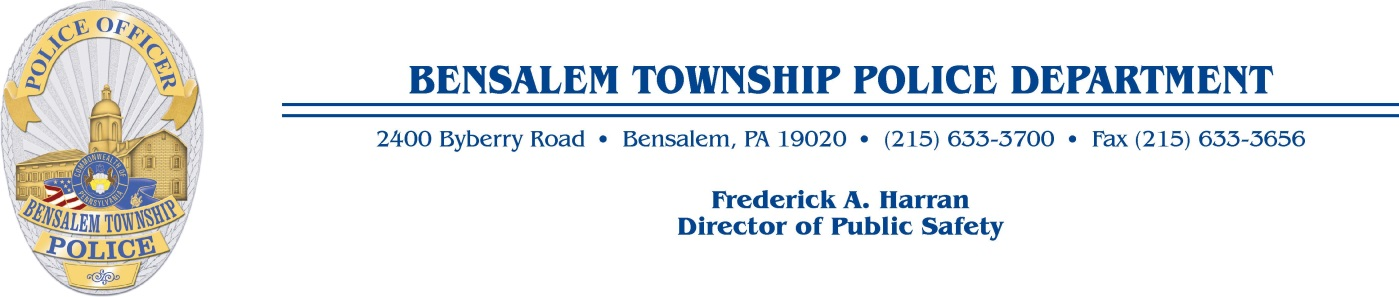 POLICE OFFICER
COMMONWEALTH OF PENNSYLVANIA
BENSALEM TOWNSHIP
POLICE
BENSALEM TOWNSHIP POLICE DEPARTMENT
2400 Byberry Road • Bensalem, PA 19020 • (215) 633-3700 • Fax (215) 633-3656
Frederick A. Harran
Director of Public Safety